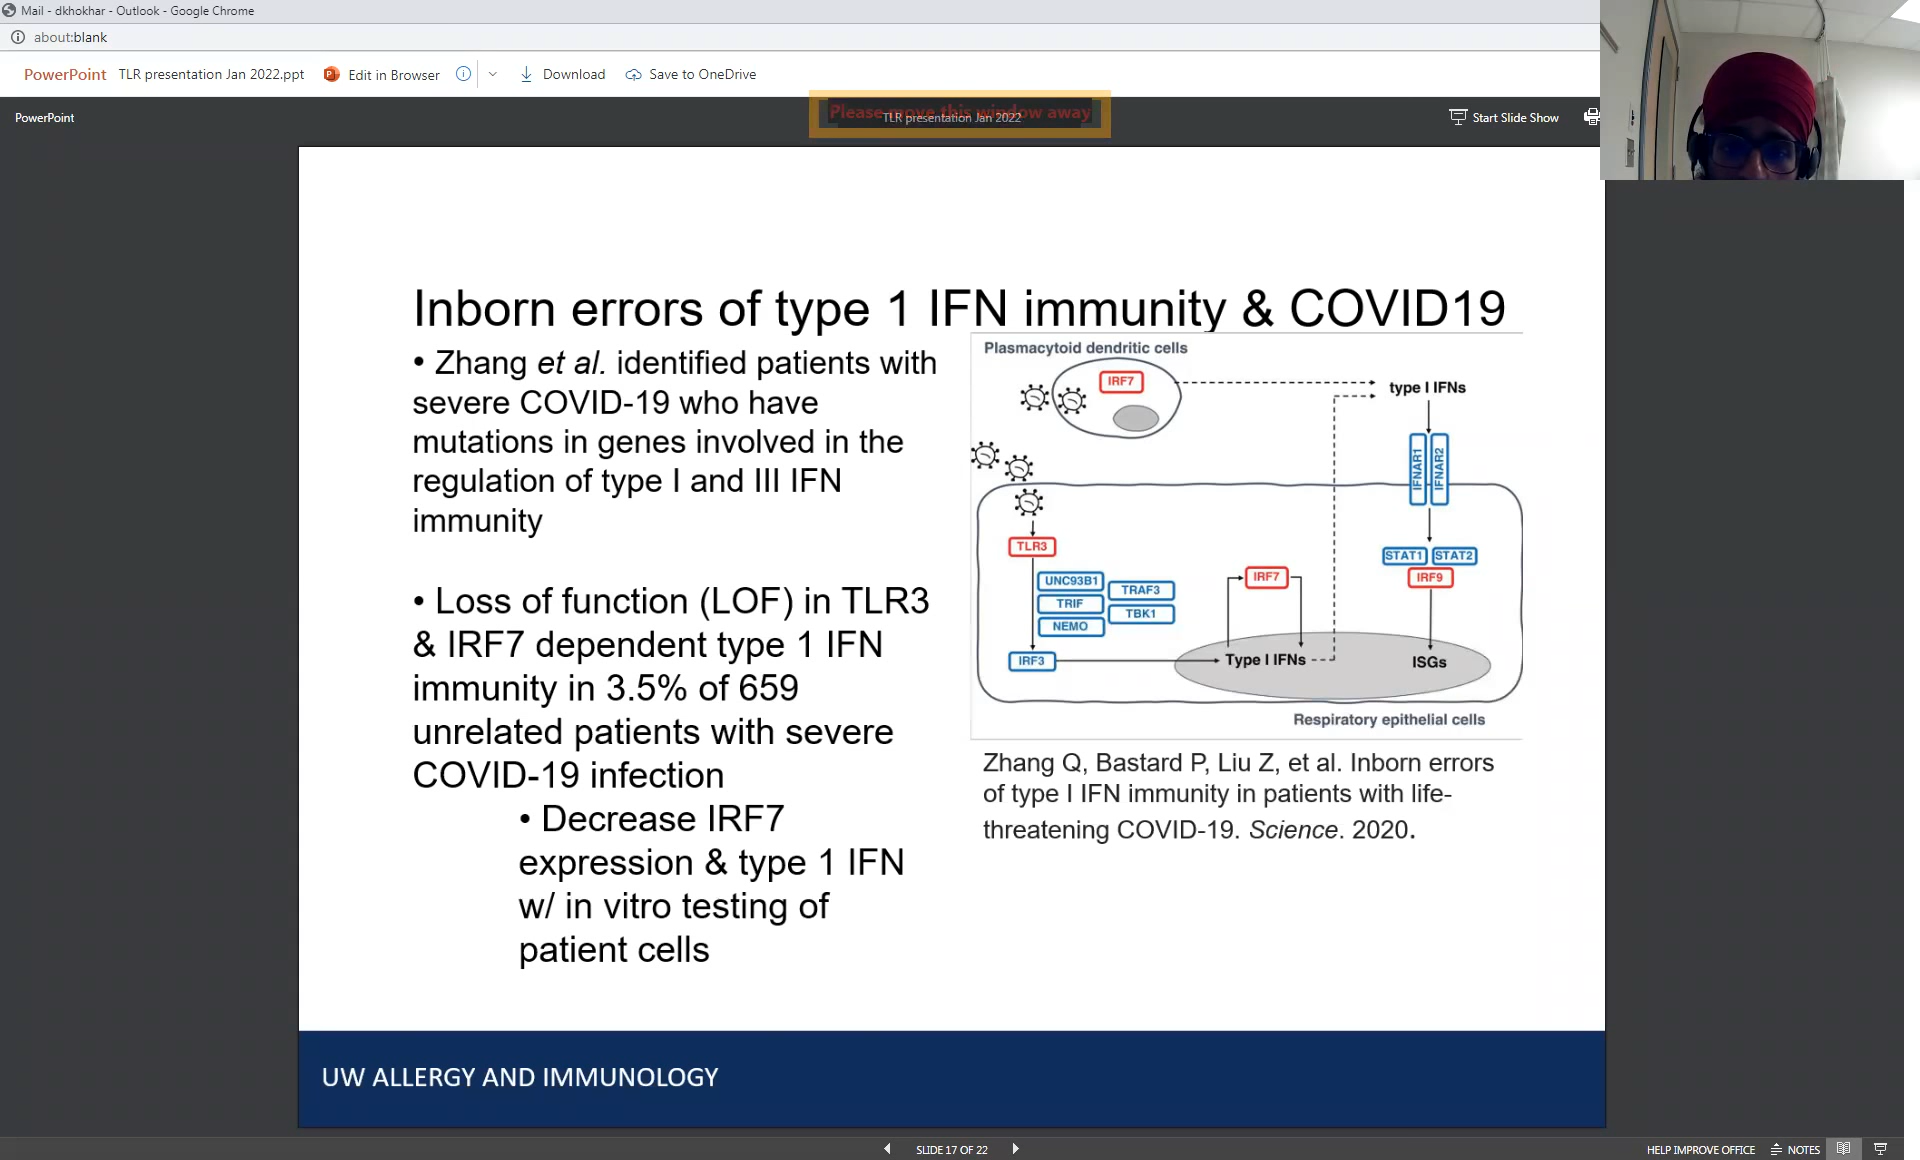 Mail - dkhokhar - Outlook - Google Chrome
about:blank
PowerPoint TLR presentation Jan 2022.ppt Edit in Browser Download Save to OneDrive
PowerPoint
Please move this window away
TLR presentation Jan 2022
Start Slide Show
Inborn errors of type 1 IFN immunity & COVID19
• Zhang et al. identified patients with
severe COVID-19 who have
mutations in genes involved in the
regulation of type I and III IFN
immunity
• Loss of function (LOF) in TLR3
& IRF7 dependent type 1 IFN
immunity in 3.5% of 659
unrelated patients with severe
COVID-19 infection
• Decrease IRF7
expression & type 1 IFN
w/ in vitro testing of
patient cells
Plasmacytoid dendritic cells
IRF7
type I IFNs
IFNAR1
IFNAR2
TLR3
UNC93B1
TRIF
NEMO
TRAF3
TBK1
IRF3
IRF7
Type I IFNs
STAT1 STAT2
IRF9
ISGs
Respiratory epithelial cells
Zhang Q, Bastard P, Liu Z, et al. Inborn errors
of type I IFN immunity in patients with life-
threatening COVID-19. Science. 2020.
UW ALLERGY AND IMMUNOLOGY
SLIDE 17 OF 22
HELP IMPROVE OFFICE NOTES